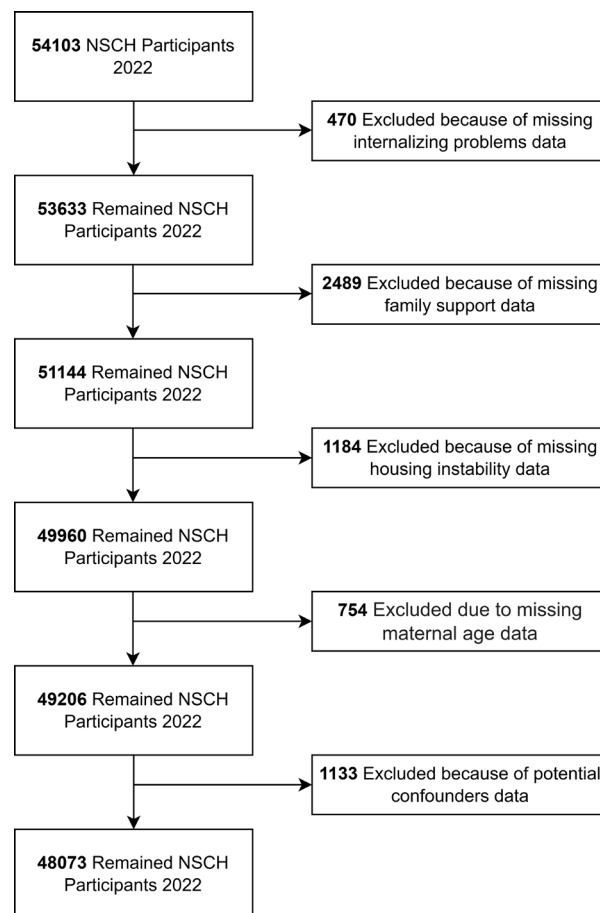 54103 NSCH Participants
2022
470 Excluded because of missing
internalizing problems data
53633 Remained NSCH
Participants 2022
2489 Excluded because of missing
family support data
51144 Remained NSCH
Participants 2022
1184 Excluded because of missing
housing instability data
49960 Remained NSCH
Participants 2022
754 Excluded due to missing
maternal age data
49206 Remained NSCH
Participants 2022
1133 Excluded because of potential
confounders data
48073 Remained NSCH
Participants 2022